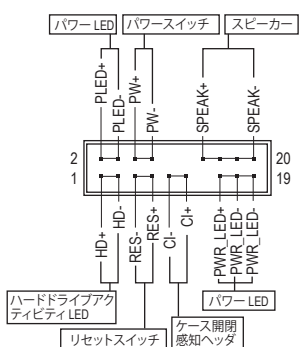 パワー LED
パワースイッチ
スピーカー
PLED+
PLED-
PW+
PW-
SPEAK+
SPEAK-
2
20
1
19
HD+
HD-
RES-
RES+
CI-
CI+
PWR_LED+
PWR_LED-
PWR_LED-
ハードドライブアク
ティビティ LED
リセットスイッチ
ケース開閉
感知ヘッダ
パワー LED